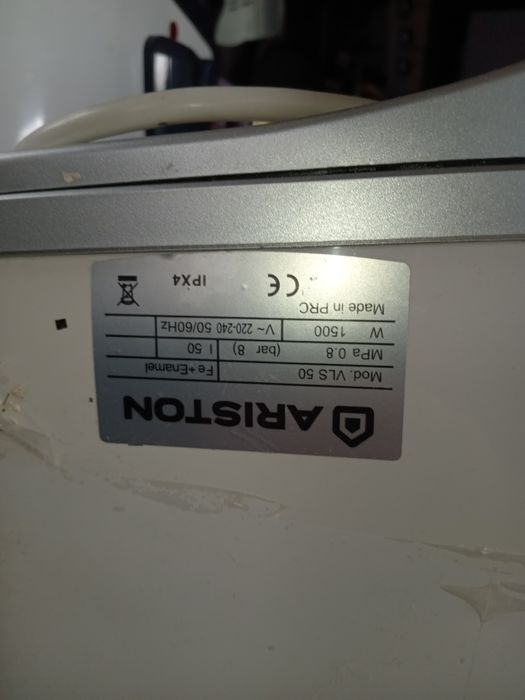 ARISTON
Mod. VLS 50 Fe+Enamel
MPa 0.8 (bar 8) l 50
W 1500 V~ 220-240 50/60Hz
Made in PRC
CE IPX4